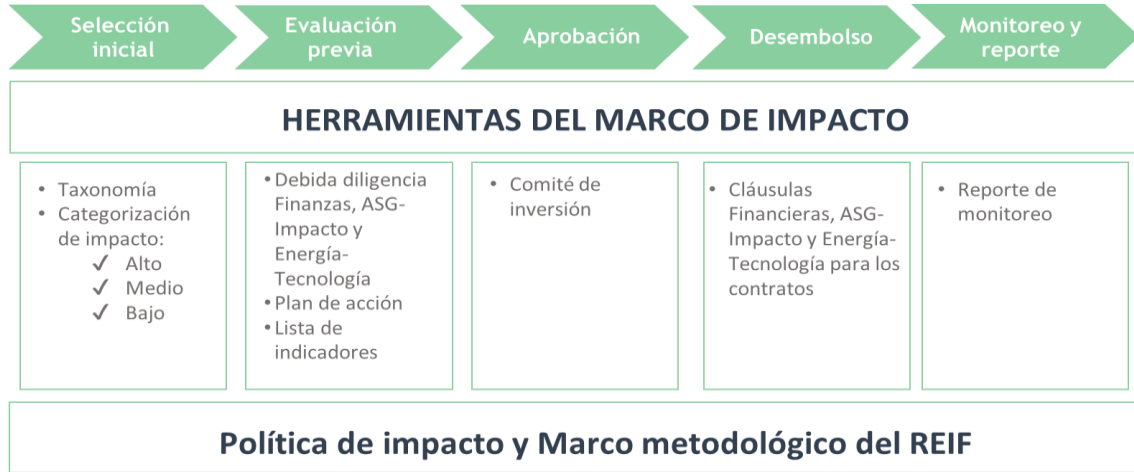 Selección
inicial
Evaluación
previa
Aprobación
Desembolso
Monitoreo y
reporte
HERRAMIENTAS DEL MARCO DE IMPACTO
• Taxonomía
• Categorización
de impacto:
✓ Alto
✓ Medio
✓ Bajo
• Debida diligencia
Finanzas, ASG-
Impacto y
Energía-
Tecnología
• Plan de acción
• Lista de
indicadores
• Comité de
inversión
• Cláusulas
Financieras, ASG-
Impacto y Energía-
Tecnología para los
contratos
• Reporte de
monitoreo
Política de impacto y Marco metodológico del REIF